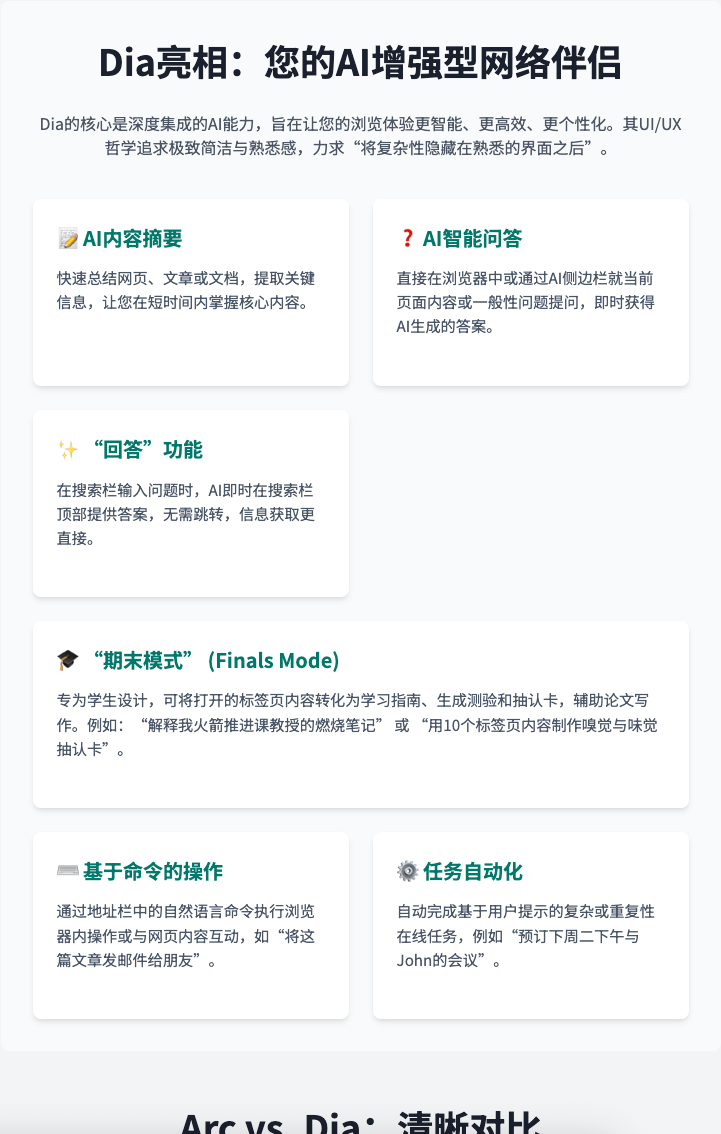 Dia亮相：您的AI增强型网络伴侣
Dia的核心是深度集成的AI能力，旨在让您的浏览体验更智能、更高效、更个性化。其UI/UX
哲学追求极致简洁与熟悉感，力求“将复杂性隐藏在熟悉的界面之后”。
📝 AI内容摘要
快速总结网页、文章或文档，提取关键
信息，让您在短时间内掌握核心内容。
❓ AI智能问答
直接在浏览器中或通过AI侧边栏就当前
页面内容或一般性问题提问，即时获得
AI生成的答案。
✨ “回答”功能
在搜索栏输入问题时，AI即时在搜索栏
顶部提供答案，无需跳转，信息获取更
直接。
🎓 “期末模式” (Finals Mode)
专为学生设计，可将打开的标签页内容转化为学习指南、生成测验和抽认卡，辅助论文写
作。例如：“解释我火箭推进课教授的燃烧笔记” 或 “用10个标签页内容制作嗅觉与味觉
抽认卡”。
⌨️ 基于命令的操作
通过地址栏中的自然语言命令执行浏览
器内操作或与网页内容互动，如“将这
篇文章发邮件给朋友”。
⚙️ 任务自动化
自动完成基于用户提示的复杂或重复性
在线任务，例如“预订下周二下午与
John的会议”。
Arc vs. Dia：清晰对比